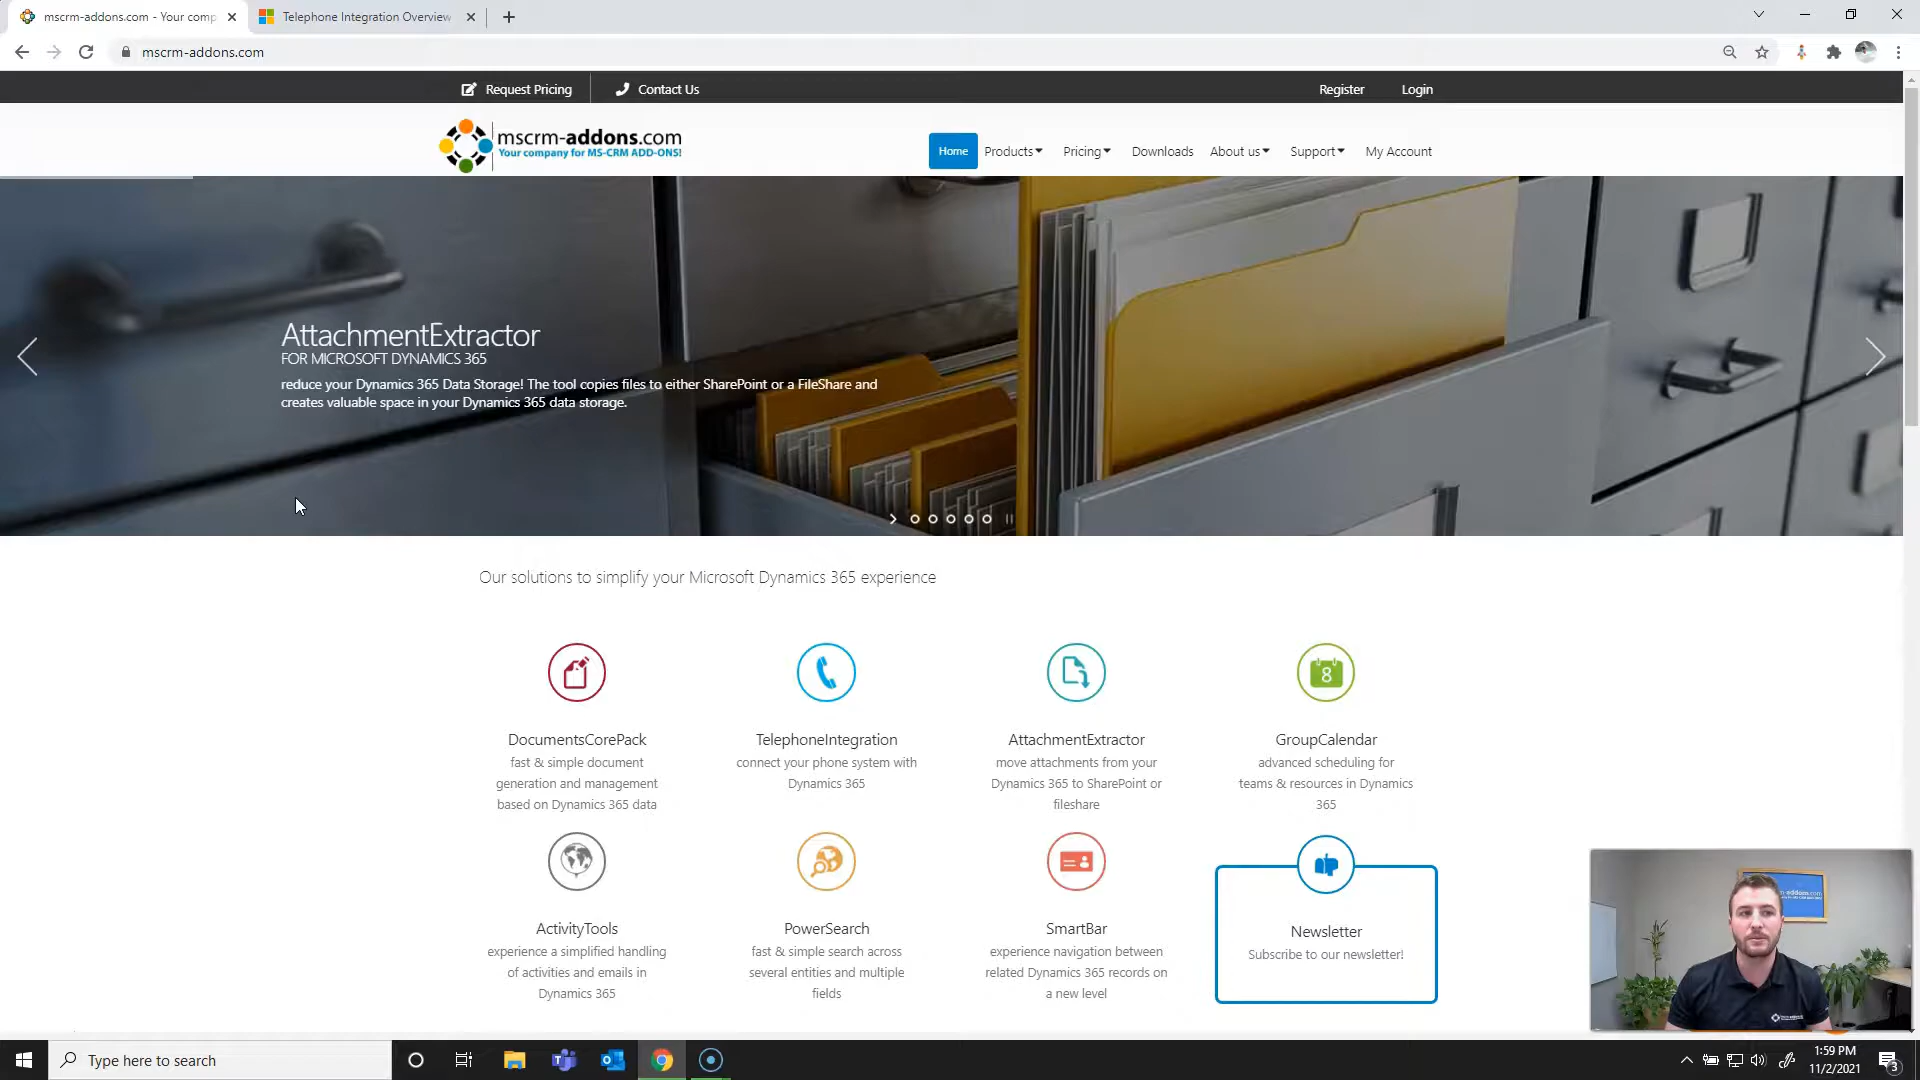 mscrm-addons.com - Your comp
Telephone Integration Overview
mscrm-addons.com
Request Pricing
Contact Us
Register
Login
mscrm-addons.com
Your company for MS-CRM ADD-ONS!
Home
Products
Pricing
Downloads
About us
Support
My Account
AttachmentExtractor
FOR MICROSOFT DYNAMICS 365
reduce your Dynamics 365 Data Storage! The tool copies files to either SharePoint or a FileShare and
creates valuable space in your Dynamics 365 data storage.
Our solutions to simplify your Microsoft Dynamics 365 experience
DocumentsCorePack
fast & simple document
generation and management
based on Dynamics 365 data
TelephoneIntegration
connect your phone system with
Dynamics 365
AttachmentExtractor
move attachments from your
Dynamics 365 to SharePoint or
fileshare
8
GroupCalendar
advanced scheduling for
teams & resources in Dynamics
365
ActivityTools
experience a simplified handling
of activities and emails in
Dynamics 365
PowerSearch
fast & simple search across
several entities and multiple
fields
SmartBar
experience navigation between
related Dynamics 365 records on
a new level
Newsletter
Subscribe to our newsletter!
Type here to search
1:59 PM
11/2/2021
3